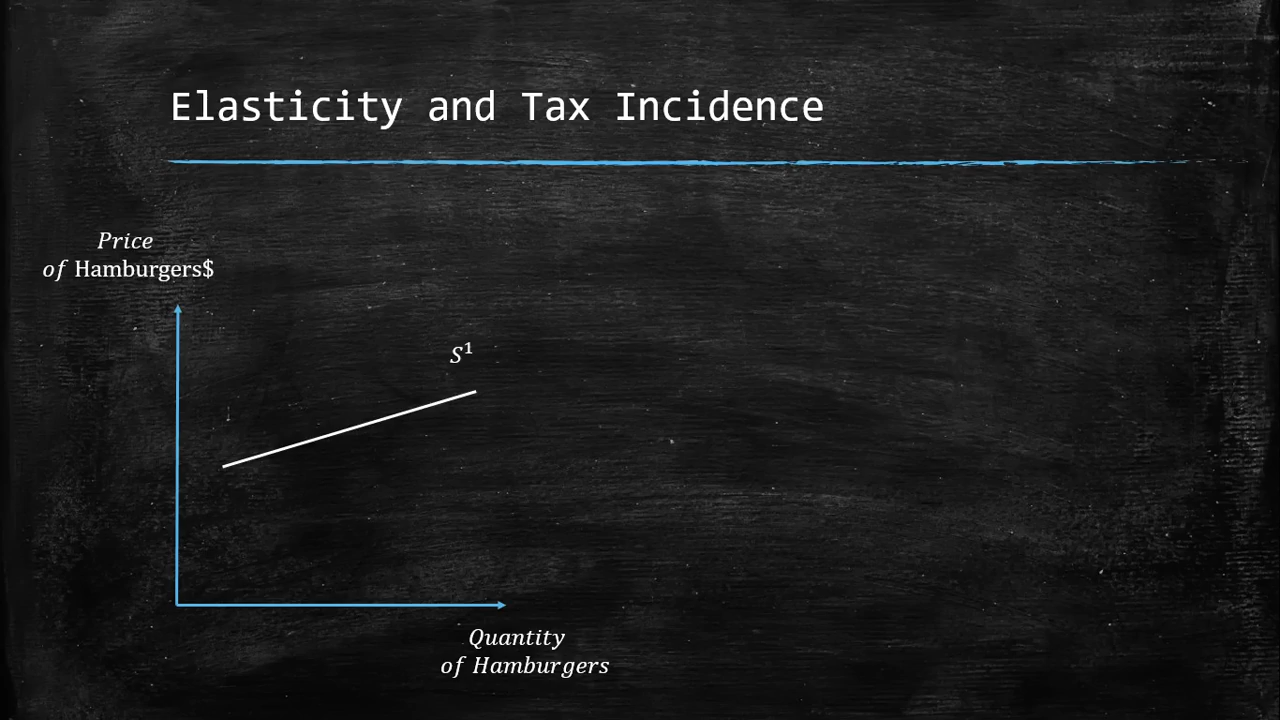 Elasticity and Tax Incidence
Price
of Hamburgers$
S¹
Quantity
of Hamburgers